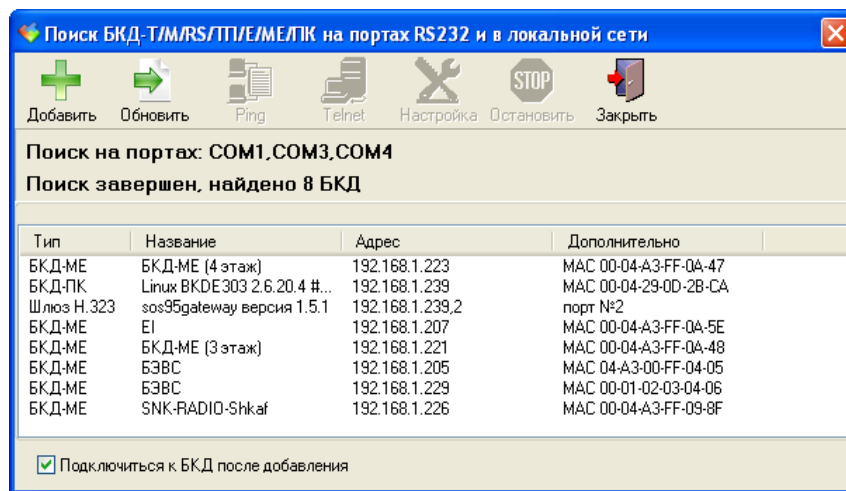 Поиск БКД-Т/М/RS/ТП/Е/МЕ/ПК на портах RS232 и в локальной сети
Добавить Обновить Ping Telnet Настройка Остановить Закрыть
STOP
Поиск на портах: COM1,COM3,COM4
Поиск завершен, найдено 8 БКД
Тип Название Адрес Дополнительно
БКД-МЕ БКД-МЕ (4 этаж) 192.168.1.223 MAC 00-04-A3-FF-0A-47
БКД-ПК Linux BKDE303 2.6.20.4 #... 192.168.1.239 MAC 00-04-29-0D-2B-CA
Шлюз H.323 sos95gateway версия 1.5.1 192.168.1.239,2 порт №2
БКД-МЕ EI 192.168.1.207 MAC 00-04-A3-FF-0A-5E
БКД-МЕ БКД-МЕ (3 этаж) 192.168.1.221 MAC 00-04-A3-FF-0A-48
БКД-МЕ БЭВС 192.168.1.205 MAC 04-A3-00-FF-04-05
БКД-МЕ БЭВС 192.168.1.229 MAC 00-01-02-03-04-06
БКД-МЕ SNK-RADIO-Shkaf 192.168.1.226 MAC 00-04-A3-FF-09-8F
Подключиться к БКД после добавления